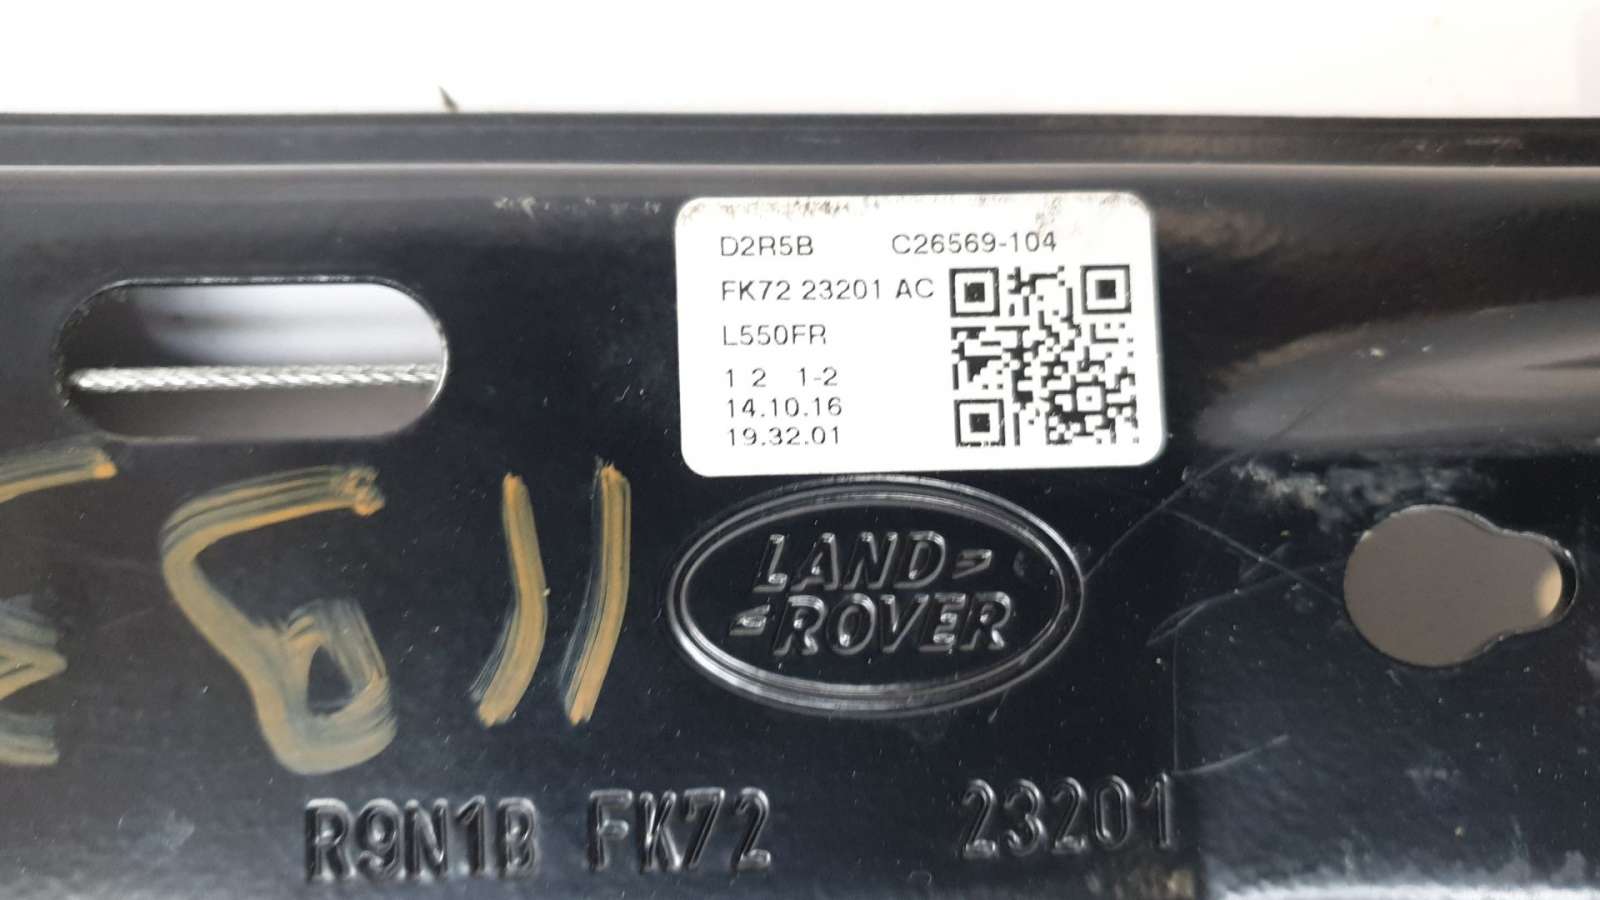 D2R5B C26569-104
FK72 23201 AC
L550FR
1 2 1-2
14.10.16
19.32.01
LAND
ROVER
R9N1B FK72 23201